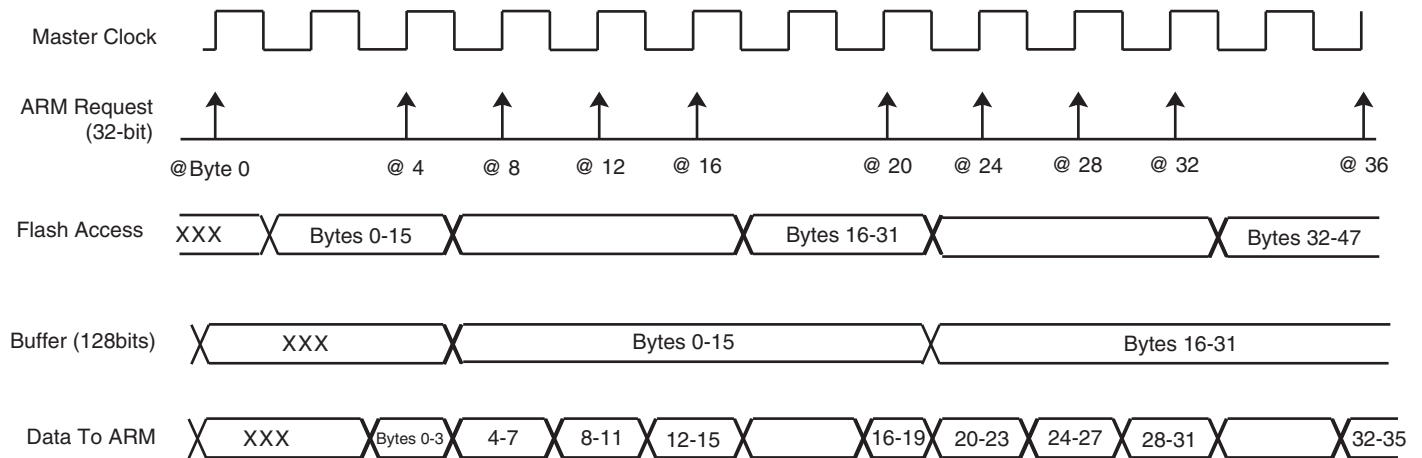 Master Clock
ARM Request
(32-bit)
@Byte 0 @ 4 @ 8 @ 12 @ 16 @ 20 @ 24 @ 28 @ 32 @ 36
Flash Access XXX Bytes 0-15 Bytes 16-31 Bytes 32-47
Buffer (128bits) XXX Bytes 0-15 Bytes 16-31
Data To ARM XXX Bytes 0-3 4-7 8-11 12-15 16-19 20-23 24-27 28-31 32-35